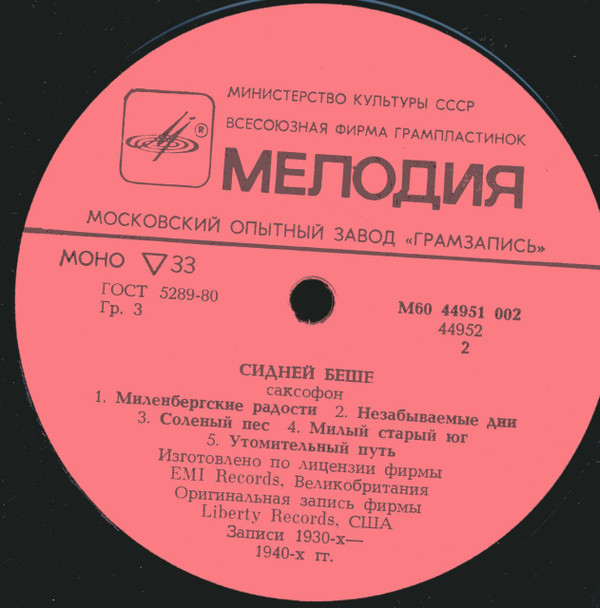 МИНИСТЕРСТВО КУЛЬТУРЫ СССР
ВСЕСОЮЗНАЯ ФИРМА ГРАМПЛАСТИНОК
®
МЕЛОДИЯ
МОСКОВСКИЙ ОПЫТНЫЙ ЗАВОД «ГРАМЗАПИСЬ»
МОНО 33
ГОСТ 5289-80
Гр. 3
М60 44951 002
44952
2
СИДНЕЙ БЕШЕ
саксофон
1. Миленбергские радости 2. Незабываемые дни
3. Соленый пес 4. Милый старый юг
5. Утомительный путь
Изготовлено по лицензии фирмы
EMI Records, Великобритания
Оригинальная запись фирмы
Liberty Records, США
Записи 1930-х—
1940-х гг.